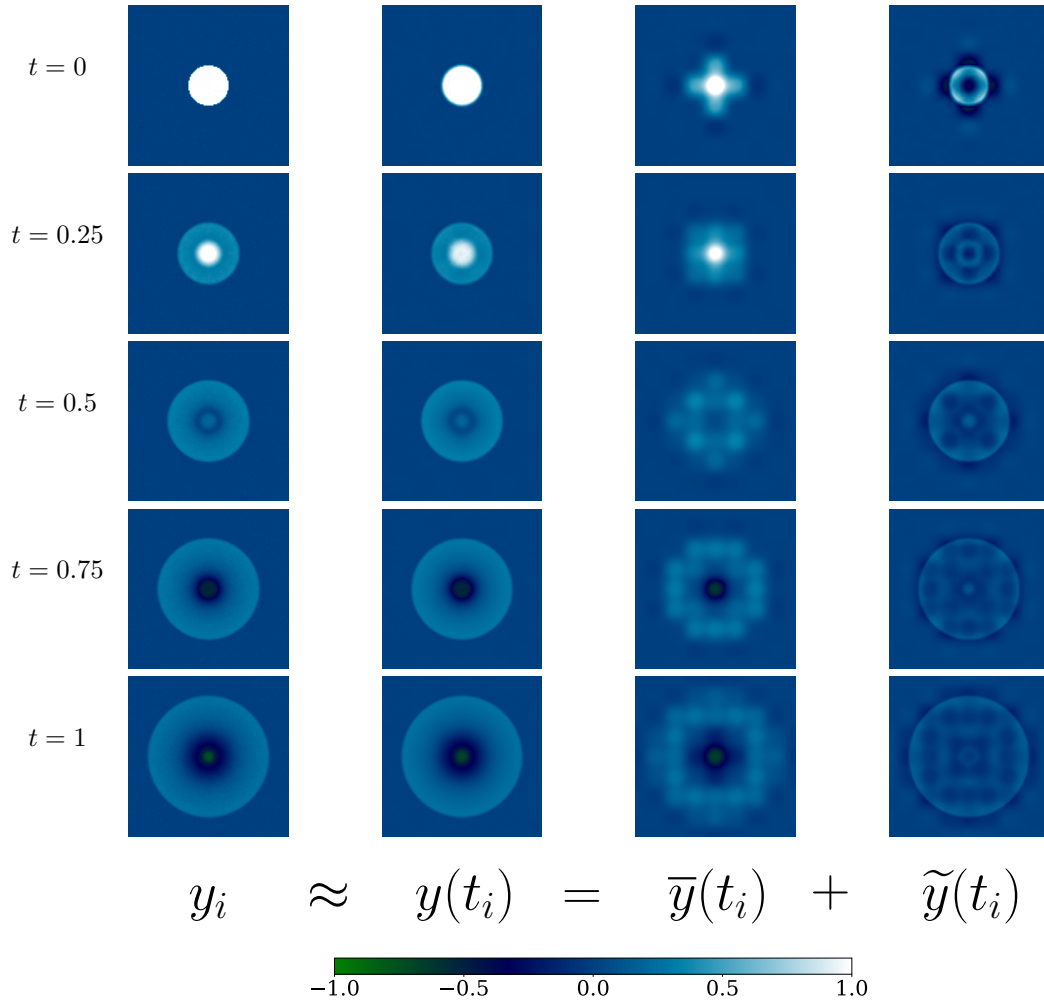 t = 0
t = 0.25
t = 0.5
t = 0.75
t = 1
y_i ≈ y(t_i) = y̅(t_i) + ỹ(t_i)
−1.0 −0.5 0.0 0.5 1.0